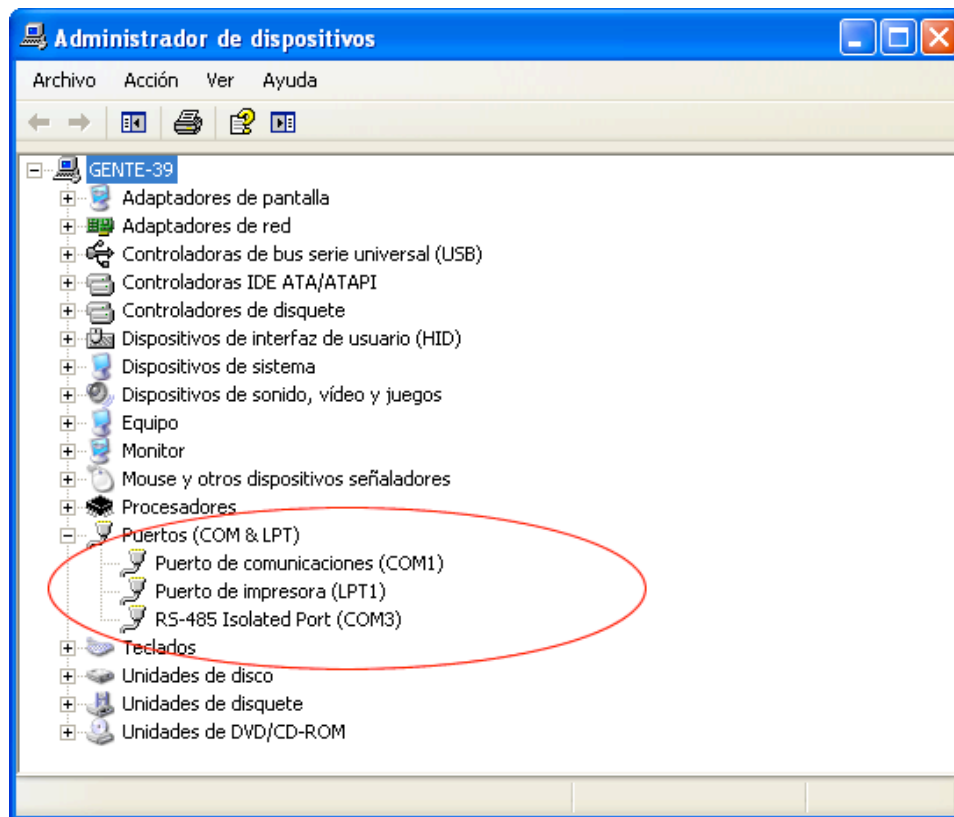 Administrador de dispositivos
Archivo Acción Ver Ayuda
GENTE-39
Adaptadores de pantalla
Adaptadores de red
Controladoras de bus serie universal (USB)
Controladoras IDE ATA/ATAPI
Controladores de disquete
Dispositivos de interfaz de usuario (HID)
Dispositivos de sistema
Dispositivos de sonido, vídeo y juegos
Equipo
Monitor
Mouse y otros dispositivos señaladores
Procesadores
Puertos (COM & LPT)
Puerto de comunicaciones (COM1)
Puerto de impresora (LPT1)
RS-485 Isolated Port (COM3)
Teclados
Unidades de disco
Unidades de disquete
Unidades de DVD/CD-ROM